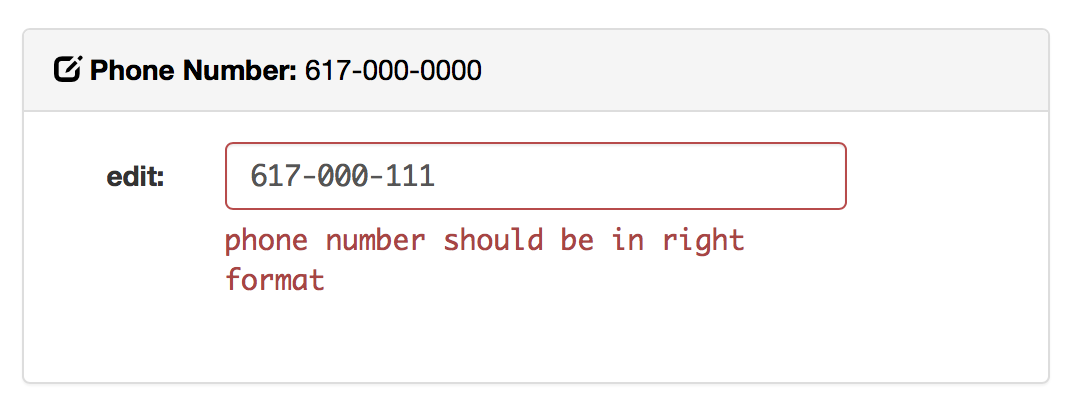 Phone Number: 617-000-0000
edit:
617-000-111
phone number should be in right
format